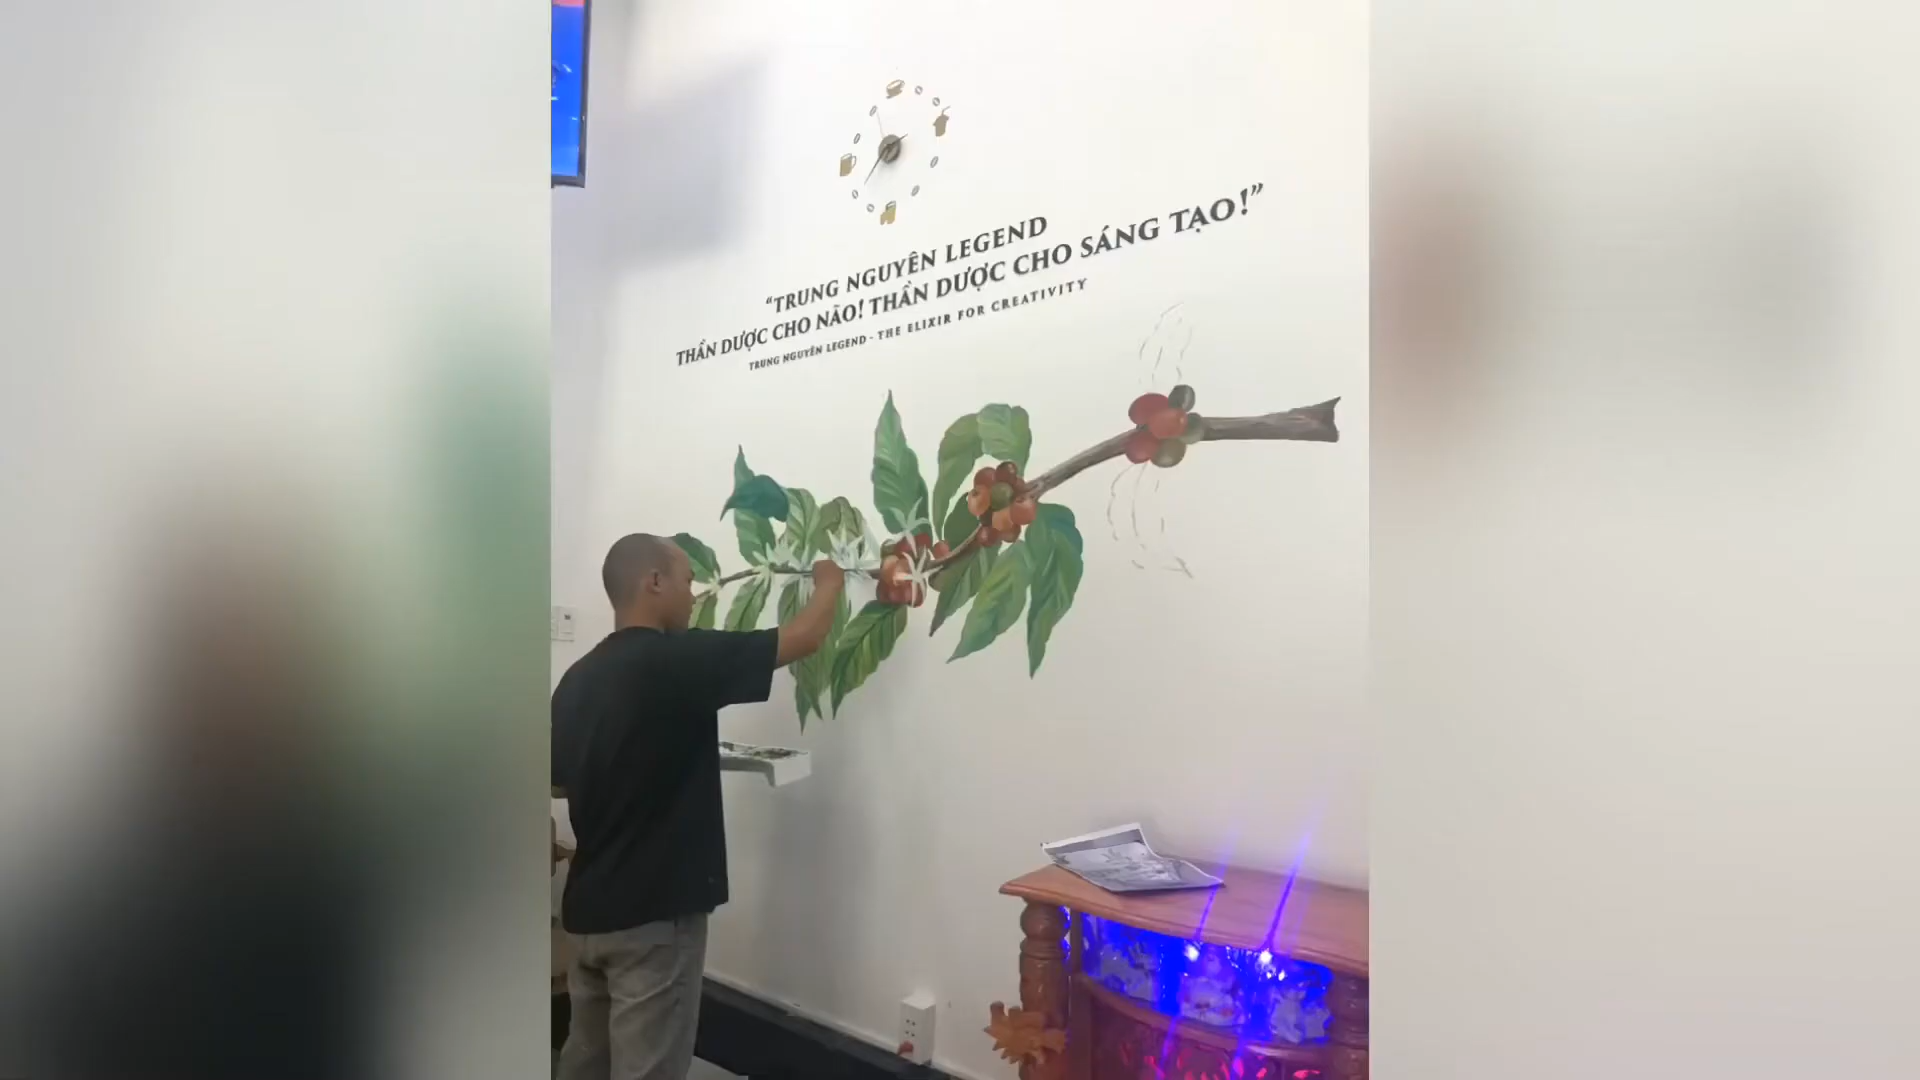 “TRUNG NGUYÊN LEGEND
THẦN DƯỢC CHO NÃO! THẦN DƯỢC CHO SÁNG TẠO!”
TRUNG NGUYÊN LEGEND - THE ELIXIR FOR CREATIVITY